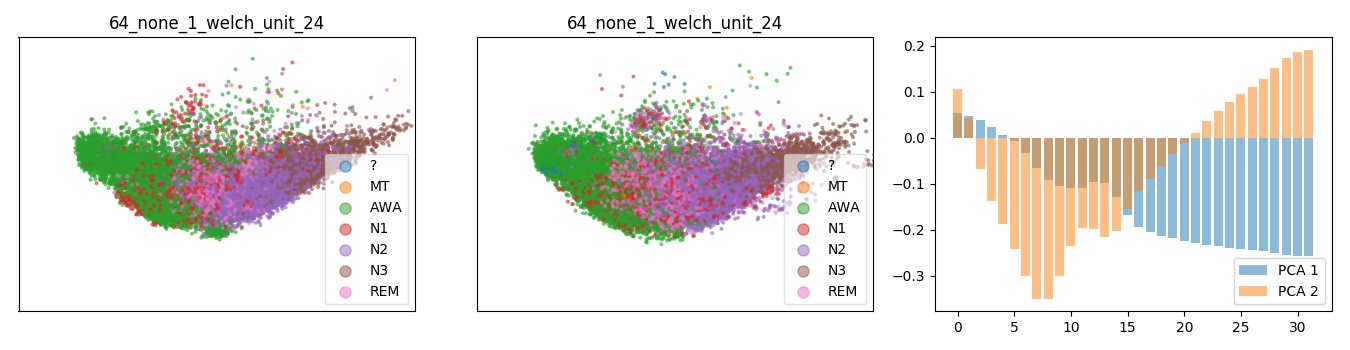 64_none_1_welch_unit_24
?
MT
AWA
N1
N2
N3
REM
64_none_1_welch_unit_24
?
MT
AWA
N1
N2
N3
REM
0.2
0.1
0.0
−0.1
−0.2
−0.3
0
5
10
15
20
25
30
PCA 1
PCA 2